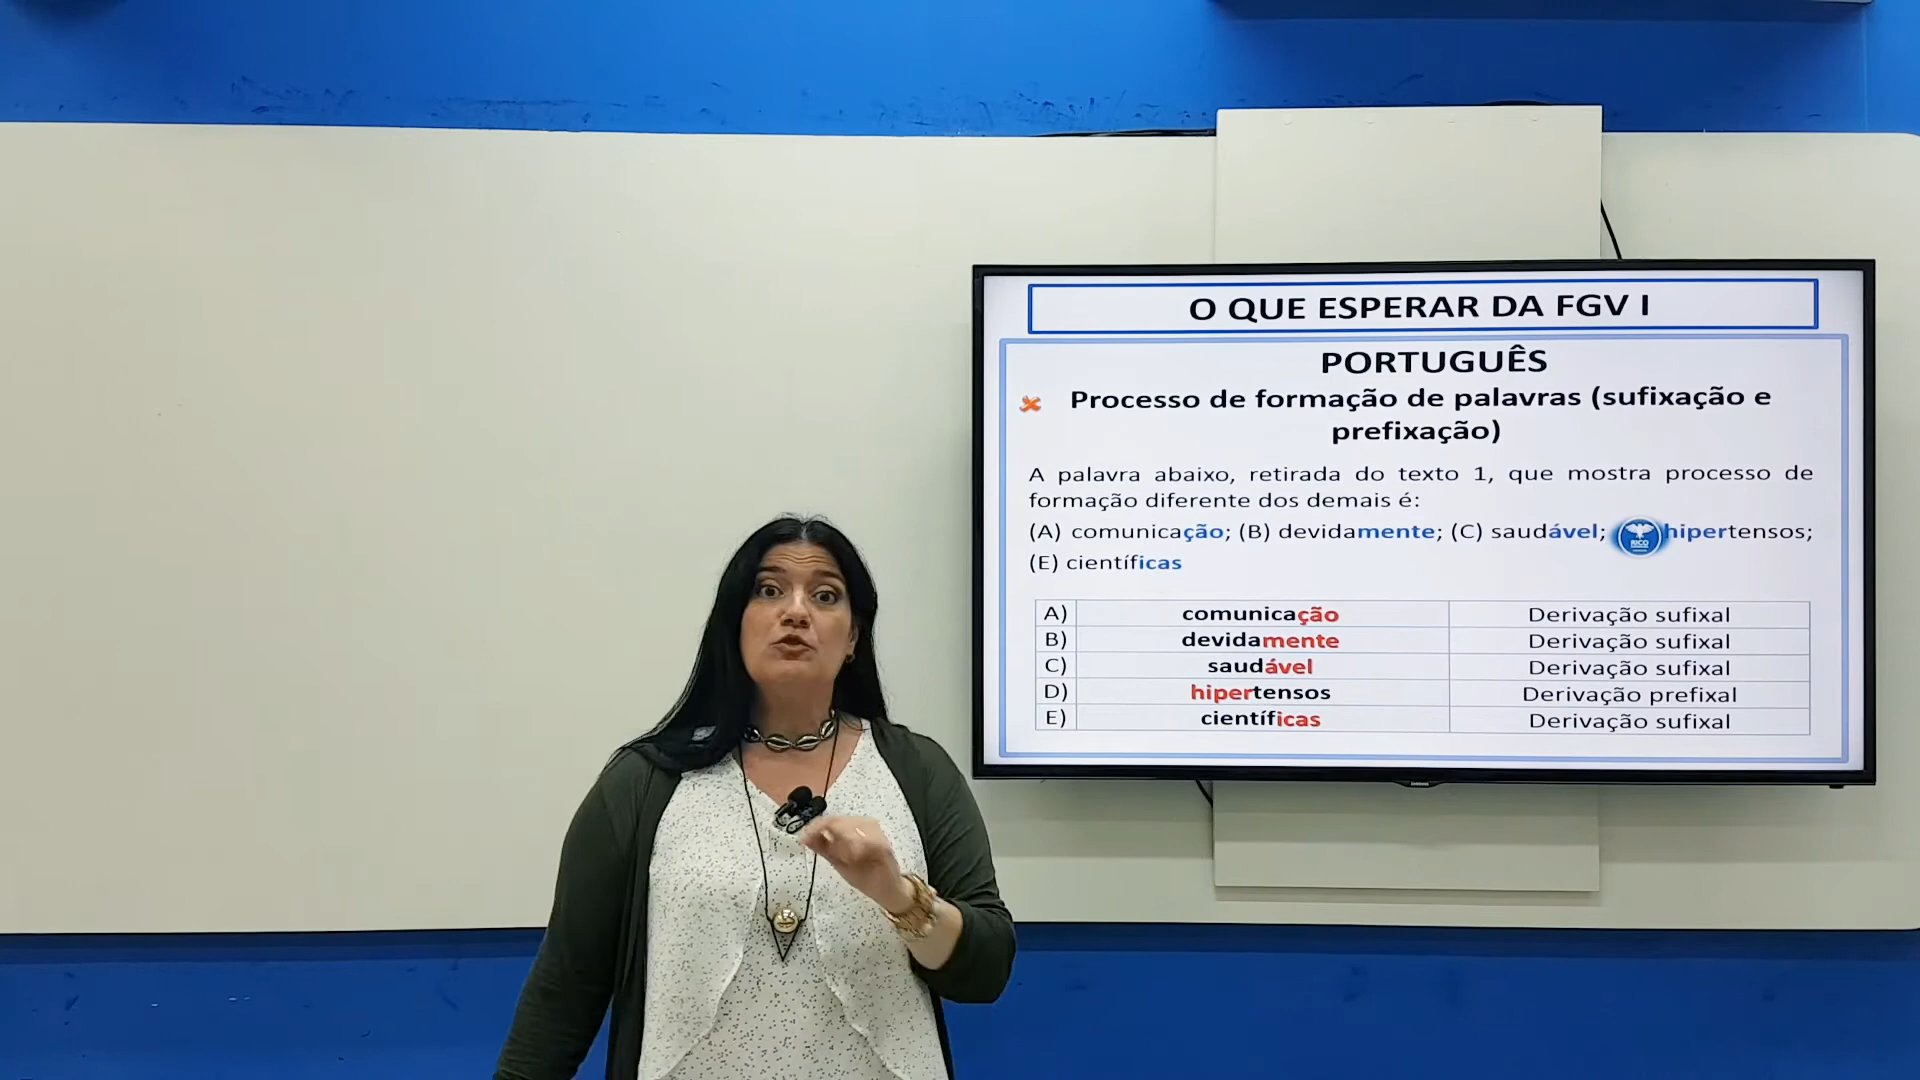 O QUE ESPERAR DA FGV I
PORTUGUÊS
Processo de formação de palavras (sufixação e
prefixação)
A palavra abaixo, retirada do texto 1, que mostra processo de
formação diferente dos demais é:
(A) comunicação; (B) devidamente; (C) saudável; RICO hipertensos;
(E) científicas
A) comunicação Derivação sufixal
B) devidamente Derivação sufixal
C) saudável Derivação sufixal
D) hipertensos Derivação prefixal
E) científicas Derivação sufixal